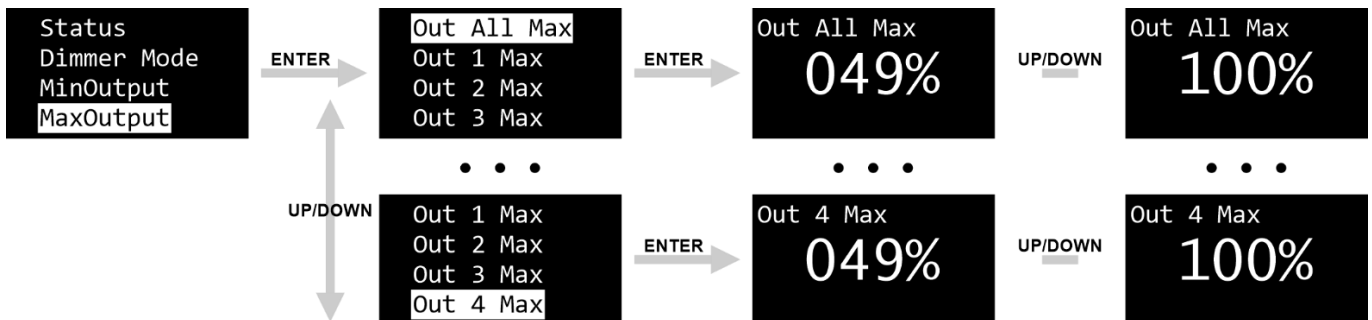 Status
Dimmer Mode
MinOutput
MaxOutput
ENTER
Out All Max
Out 1 Max
Out 2 Max
Out 3 Max
ENTER
Out All Max
049%
UP/DOWN
Out All Max
100%
• • •
• • •
• • •
UP/DOWN
Out 1 Max
Out 2 Max
Out 3 Max
Out 4 Max
ENTER
Out 4 Max
049%
UP/DOWN
Out 4 Max
100%